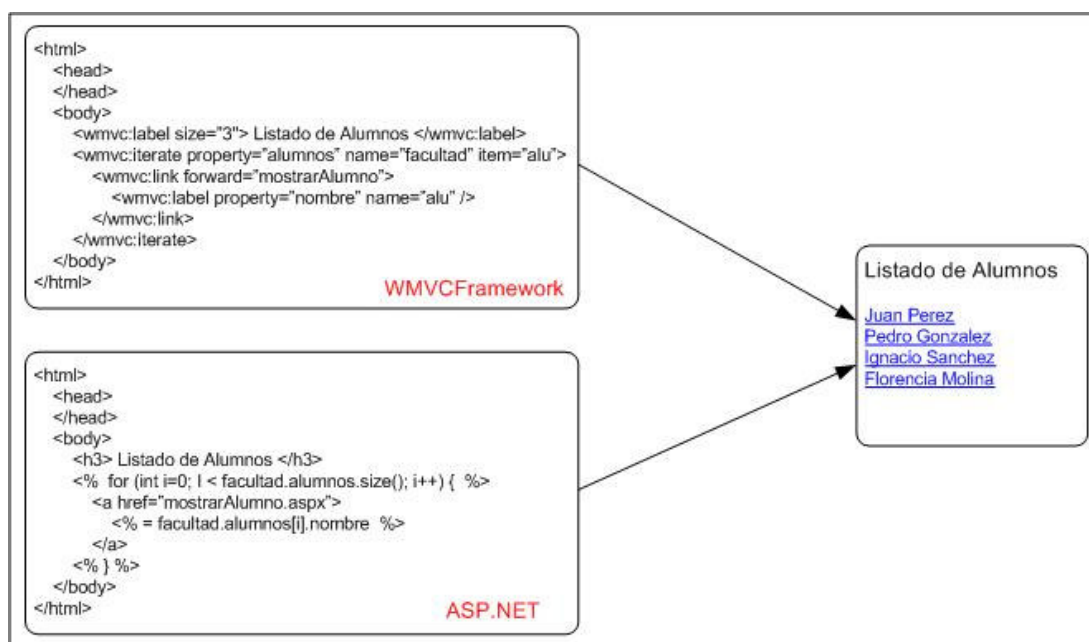 <html>
<head>
</head>
<body>
<wmvc:label size="3"> Listado de Alumnos </wmvc:label>
<wmvc:iterate property="alumnos" name="facultad" item="alu">
<wmvc:link forward="mostrarAlumno">
<wmvc:label property="nombre" name="alu" />
</wmvc:link>
</wmvc:iterate>
</body>
</html>
WMVCFramework
<html>
<head>
</head>
<body>
<h3> Listado de Alumnos </h3>
<% for (int i=0; I < facultad.alumnos.size(); i++) { %>
<a href="mostrarAlumno.aspx">
<% = facultad.alumnos[i].nombre %>
</a>
<% } %>
</body>
</html>
ASP.NET
Listado de Alumnos
Juan Perez
Pedro Gonzalez
Ignacio Sanchez
Florencia Molina